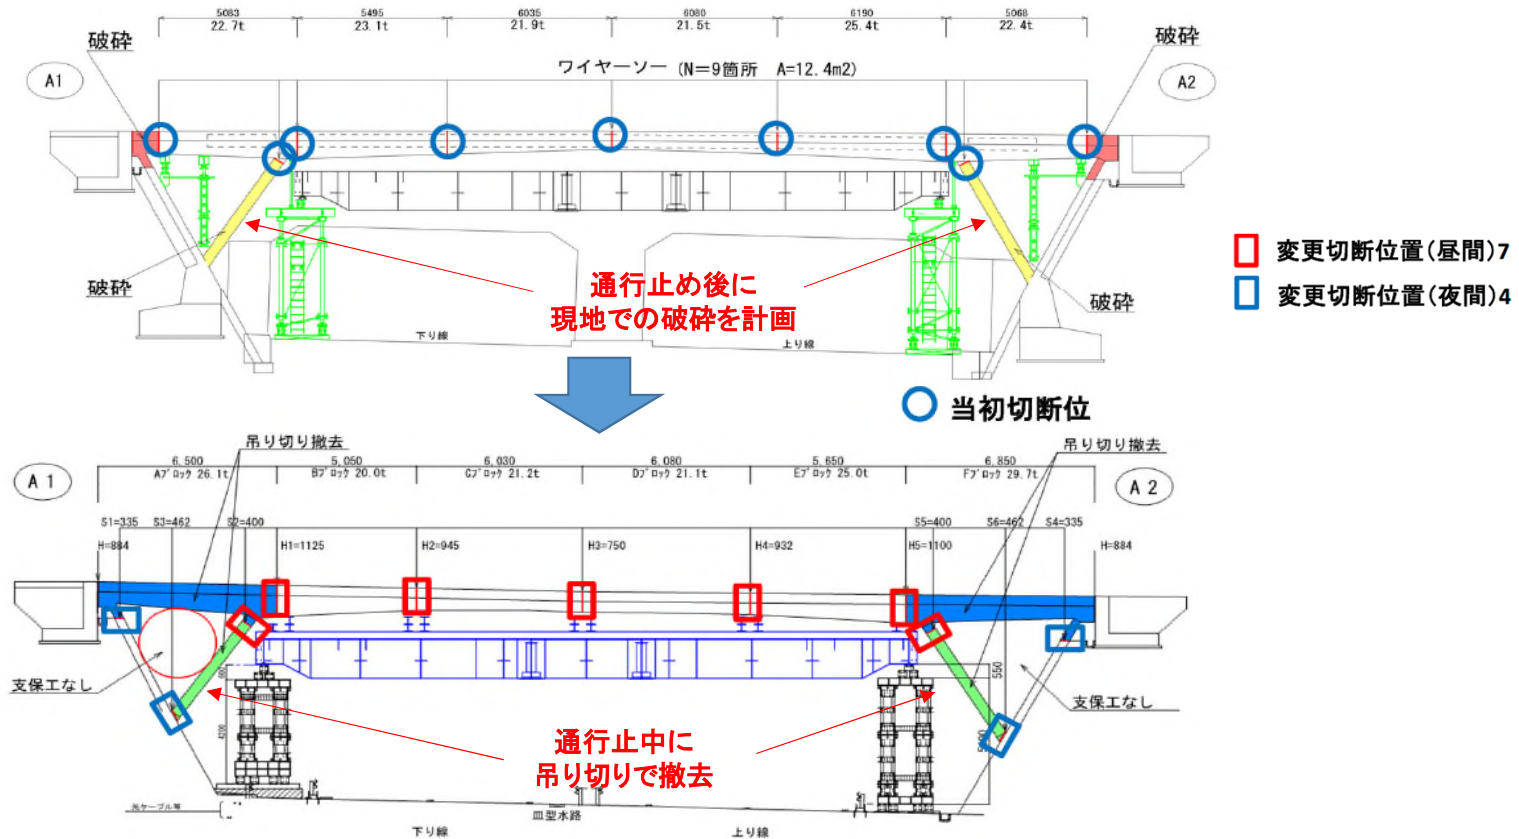 5083 5495 6035 6080 6190 5068
22.7t 23.1t 21.9t 21.5t 25.4t 22.4t
破砕 破砕
ワイヤーソー (N=9箇所 A=12.4m2)
A1 A2
変更切断位置(昼間)7
変更切断位置(夜間)4
破砕 破砕
通行止め後に
現地での破砕を計画
下り線 上り線
当初切断位
吊り切り撤去 吊り切り撤去
6,500 5,050 6,030 6,080 5,650 6,850
Aブロック 26.1t Bブロック 20.0t Cブロック 21.2t Dブロック 21.1t Eブロック 25.0t Fブロック 29.7t
A1 A2
S1=335 S3=462 S2=400 S5=400 S6=462 S4=335
H=884 H1=1125 H2=945 H3=750 H4=932 H5=1100 H=884
支保工なし 支保工なし
550
4200
通行止中に
吊り切りで撤去
光ケーブル等
皿型水路
下り線 上り線